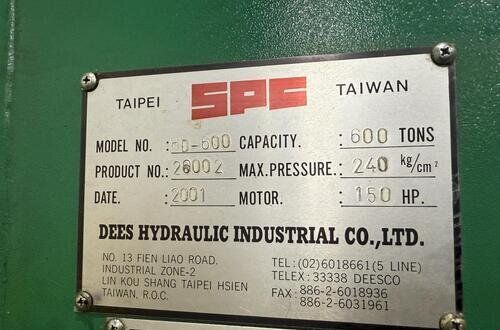 TAIPEI SPC TAIWAN
MODEL NO. -600 CAPACITY. : 600 TONS
PRODUCT NO.: 26002 MAX.PRESSURE.: 240 kg/cm²
DATE. : 2001 MOTOR. : 150 HP.
DEES HYDRAULIC INDUSTRIAL CO.,LTD.
NO. 13 FIEN LIAO ROAD.
INDUSTRIAL ZONE-2
LIN KOU SHANG TAIPEI HSIEN
TAIWAN, R.O.C.
TEL:(02)6018661(5 LINE)
TELEX:33338 DEESCO
FAX:886-2-6018936
886-2-6031961